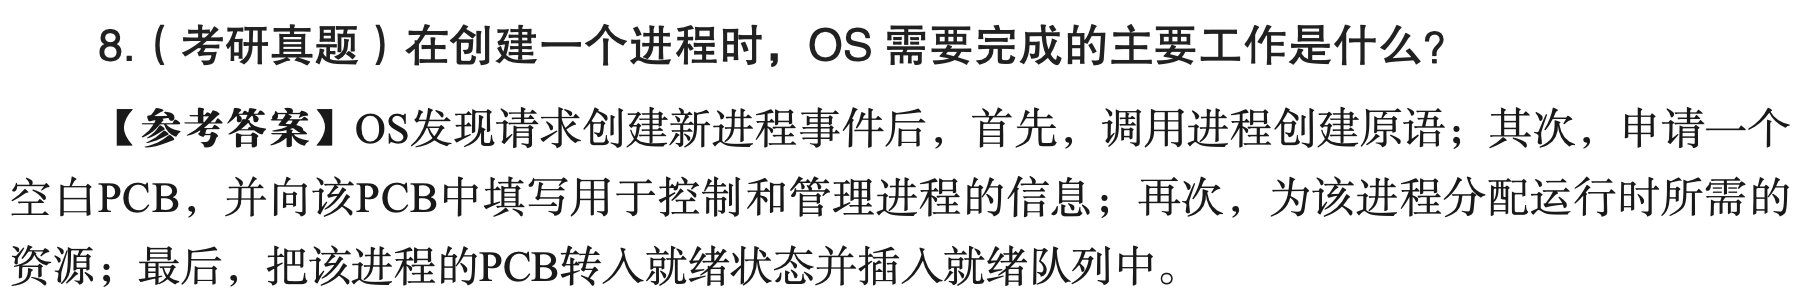 8.（考研真题）在创建一个进程时，OS 需要完成的主要工作是什么？
【参考答案】OS发现请求创建新进程事件后，首先，调用进程创建原语；其次，申请一个
空白PCB，并向该PCB中填写用于控制和管理进程的信息；再次，为该进程分配运行时所需的
资源；最后，把该进程的PCB转入就绪状态并插入就绪队列中。